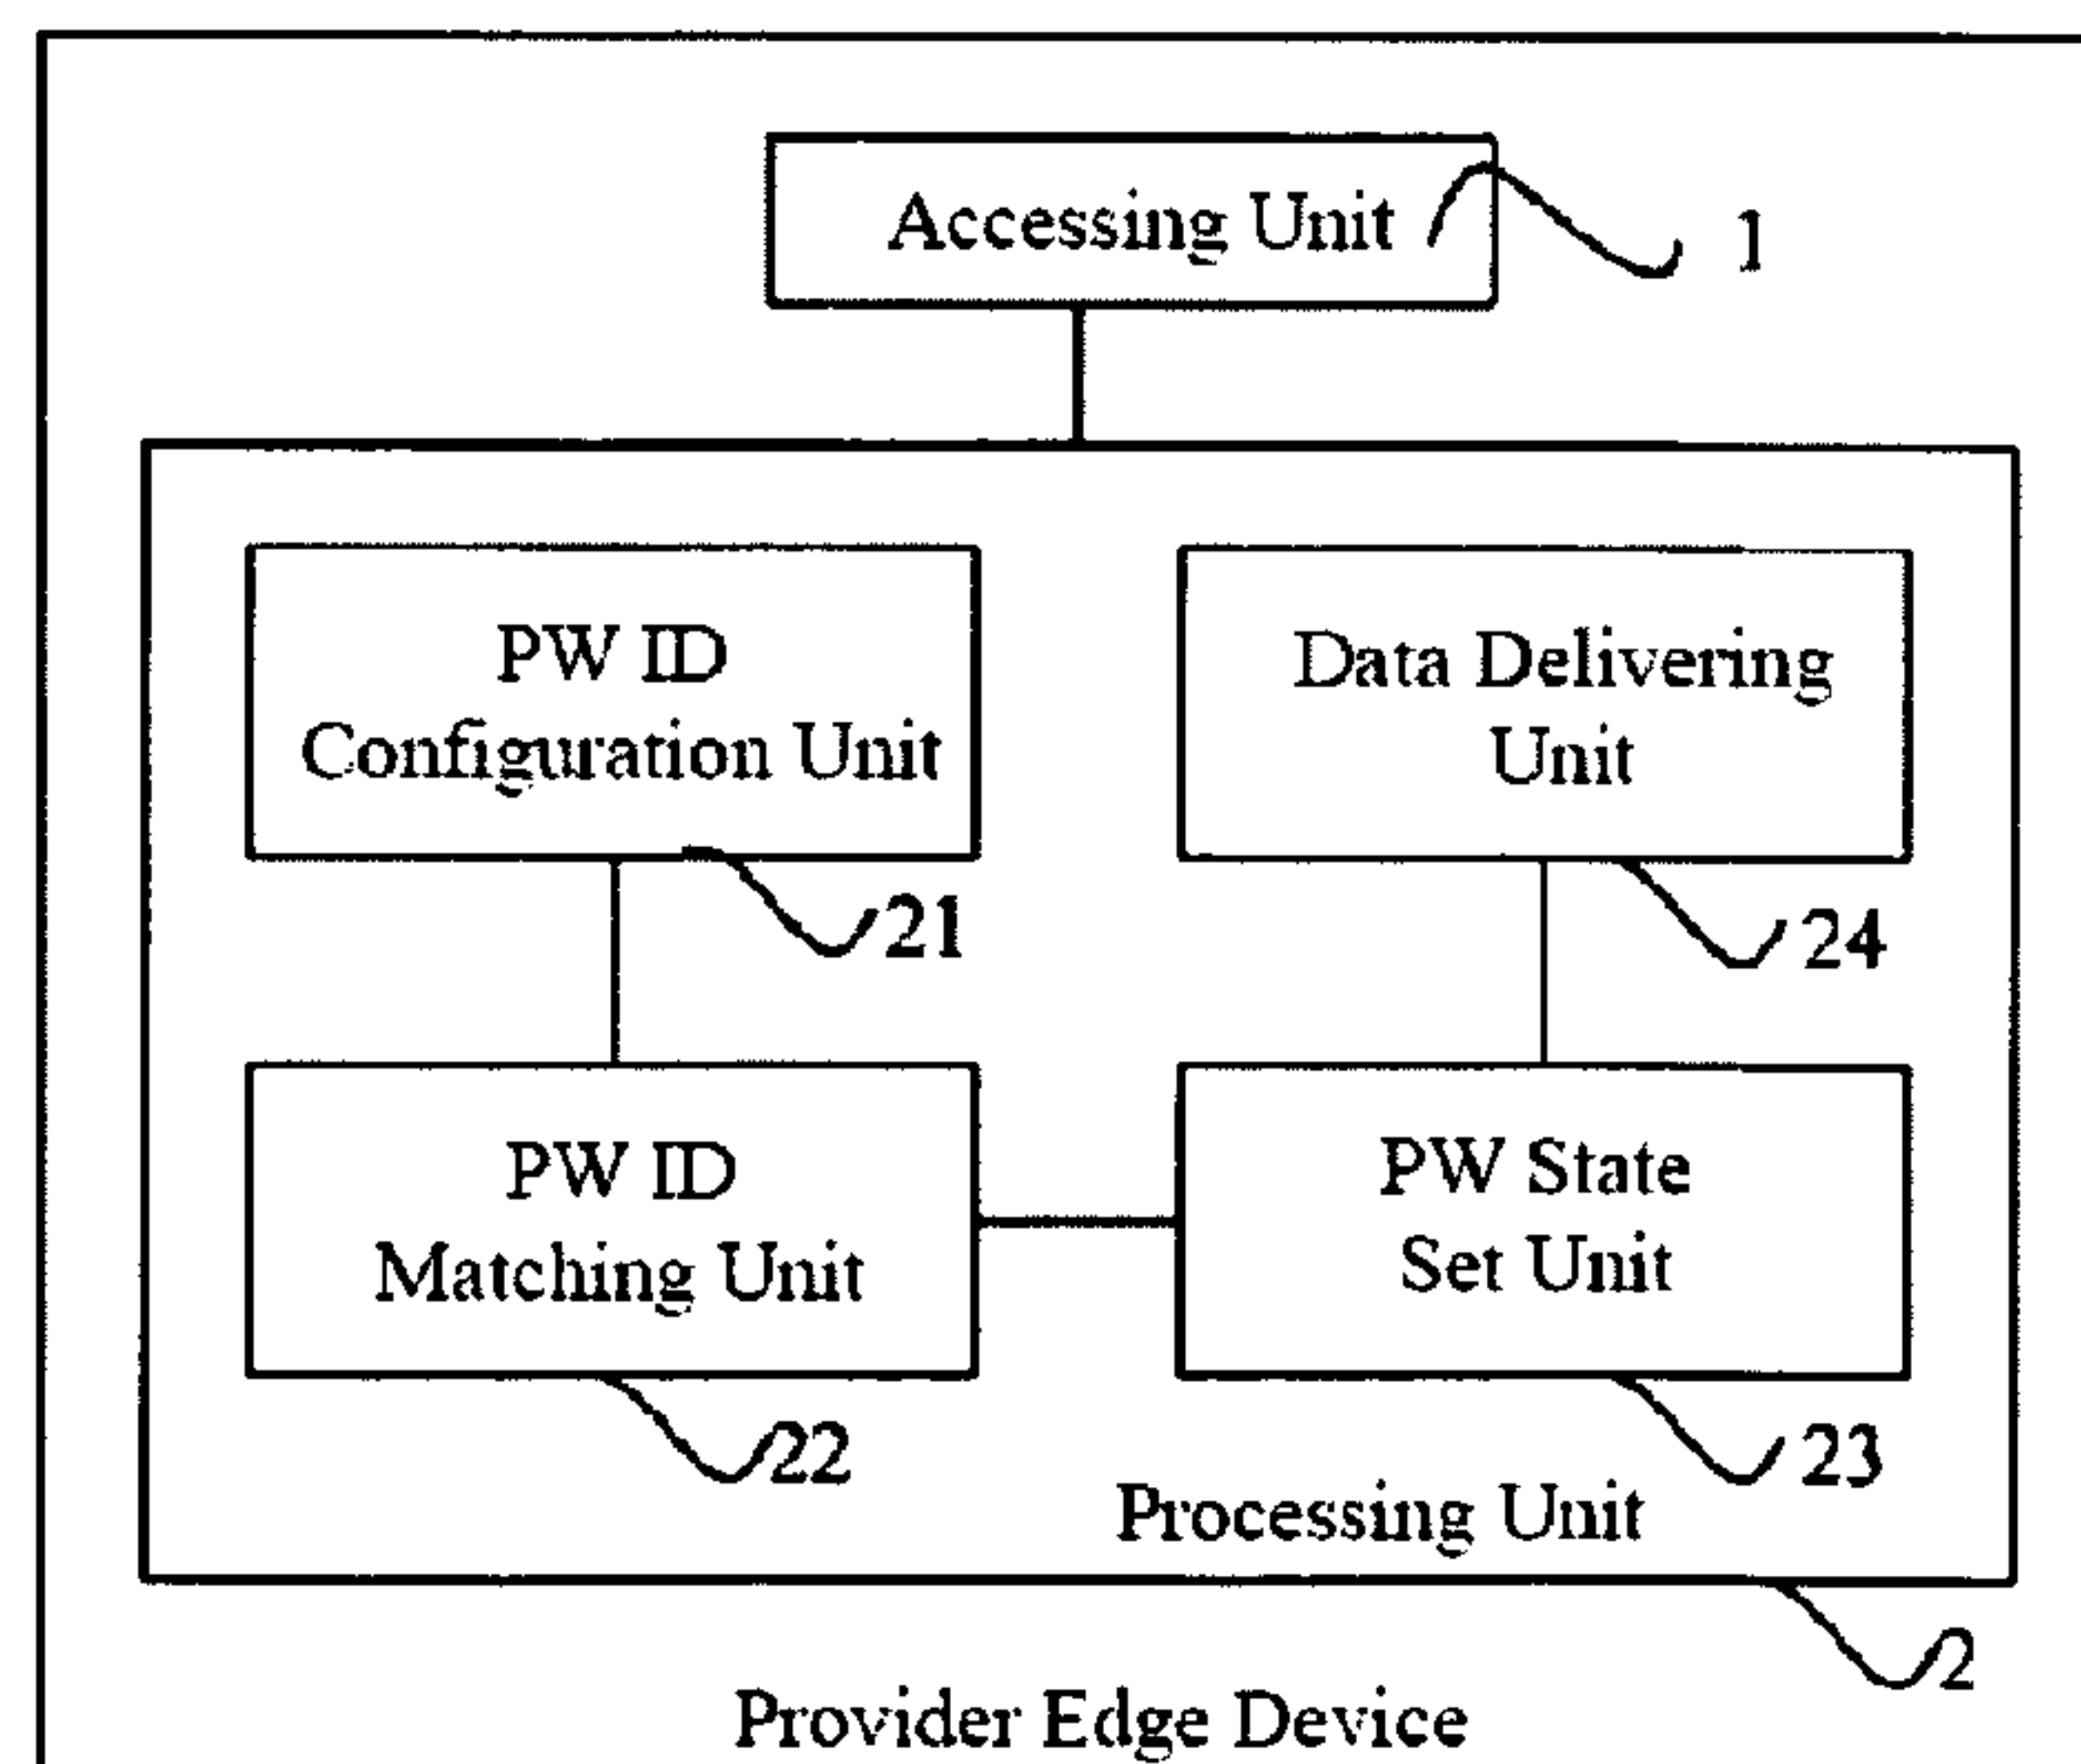 Accessing Unit
1
PW ID
Configuration Unit
21
Data Delivering
Unit
24
PW ID
Matching Unit
22
PW State
Set Unit
23
Processing Unit
2
Provider Edge Device